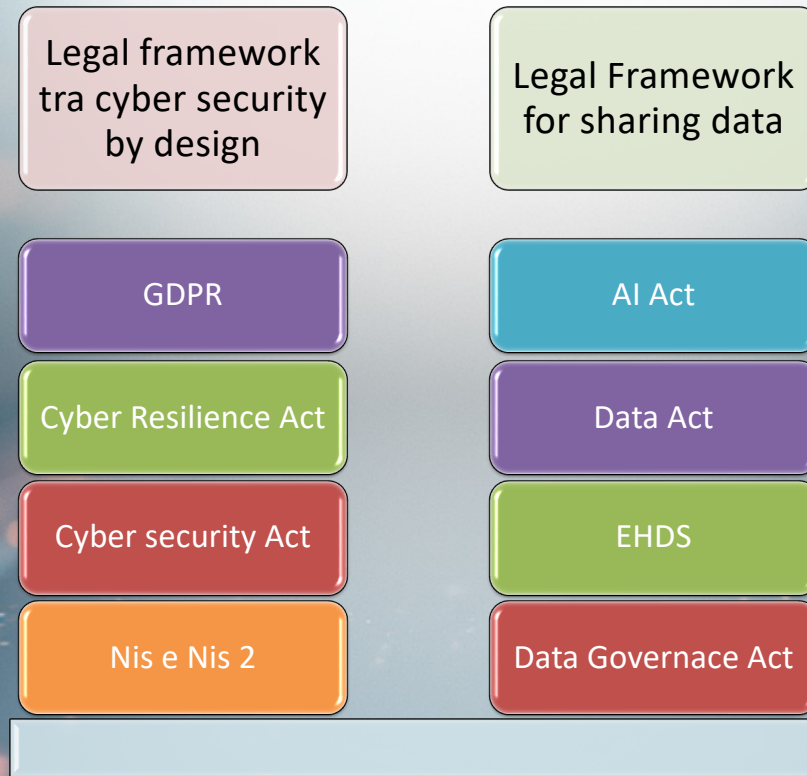 Legal framework
tra cyber security
by design
GDPR
Cyber Resilience Act
Cyber security Act
Nis e Nis 2
Legal Framework
for sharing data
AI Act
Data Act
EHDS
Data Governace Act